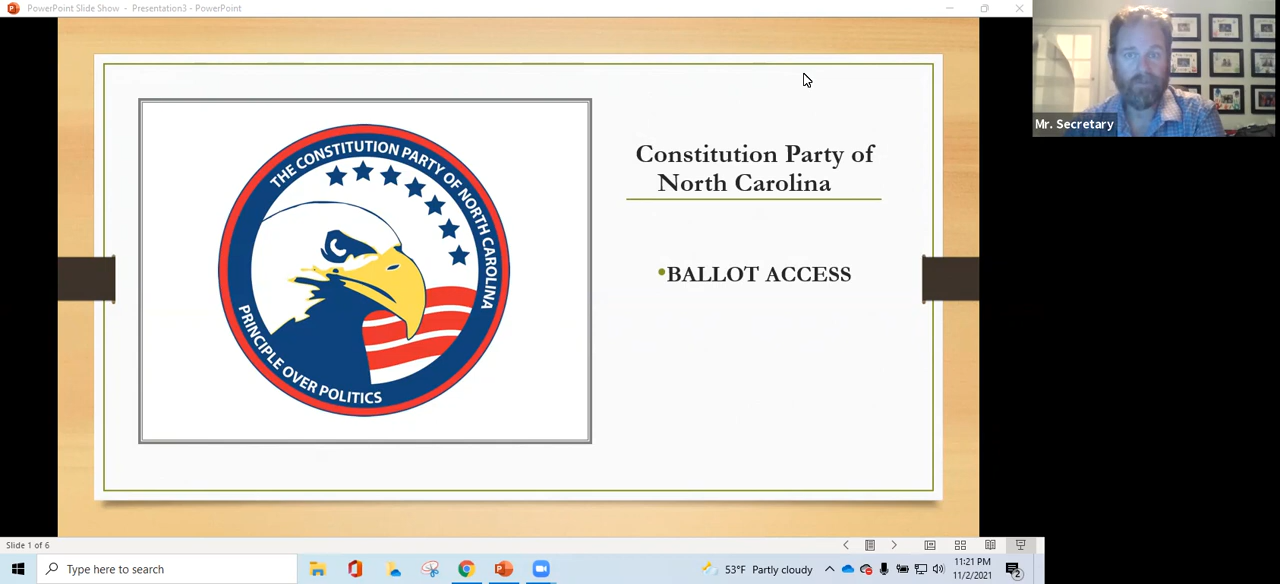 PowerPoint Slide Show - Presentation3 - PowerPoint
Mr. Secretary
THE CONSTITUTION PARTY OF NORTH CAROLINA
PRINCIPLE OVER POLITICS
Constitution Party of
North Carolina
•BALLOT ACCESS
Slide 1 of 6
Type here to search
53°F Partly cloudy
11:21 PM
11/2/2021
2